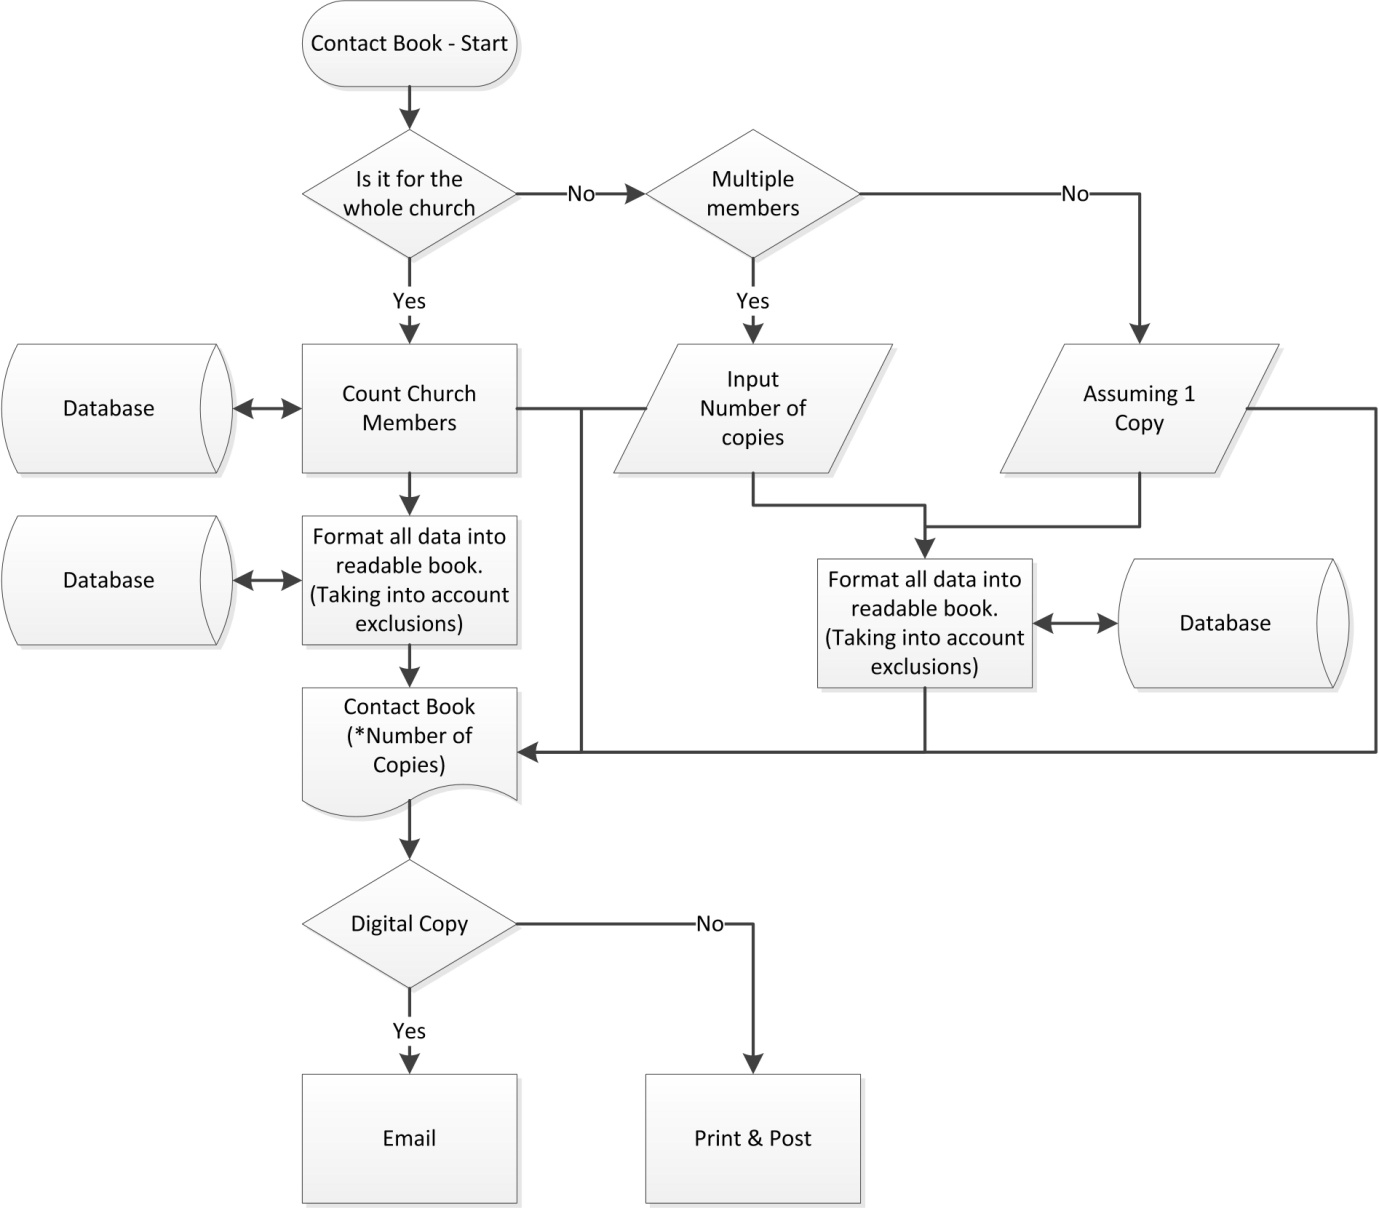 Contact Book - Start
Is it for the
whole church
No
Multiple
members
No
Yes
Yes
Database
Count Church
Members
Input
Number of
copies
Assuming 1
Copy
Database
Format all data into
readable book.
(Taking into account
exclusions)
Format all data into
readable book.
(Taking into account
exclusions)
Database
Contact Book
(*Number of
Copies)
Digital Copy
No
Yes
Email
Print & Post